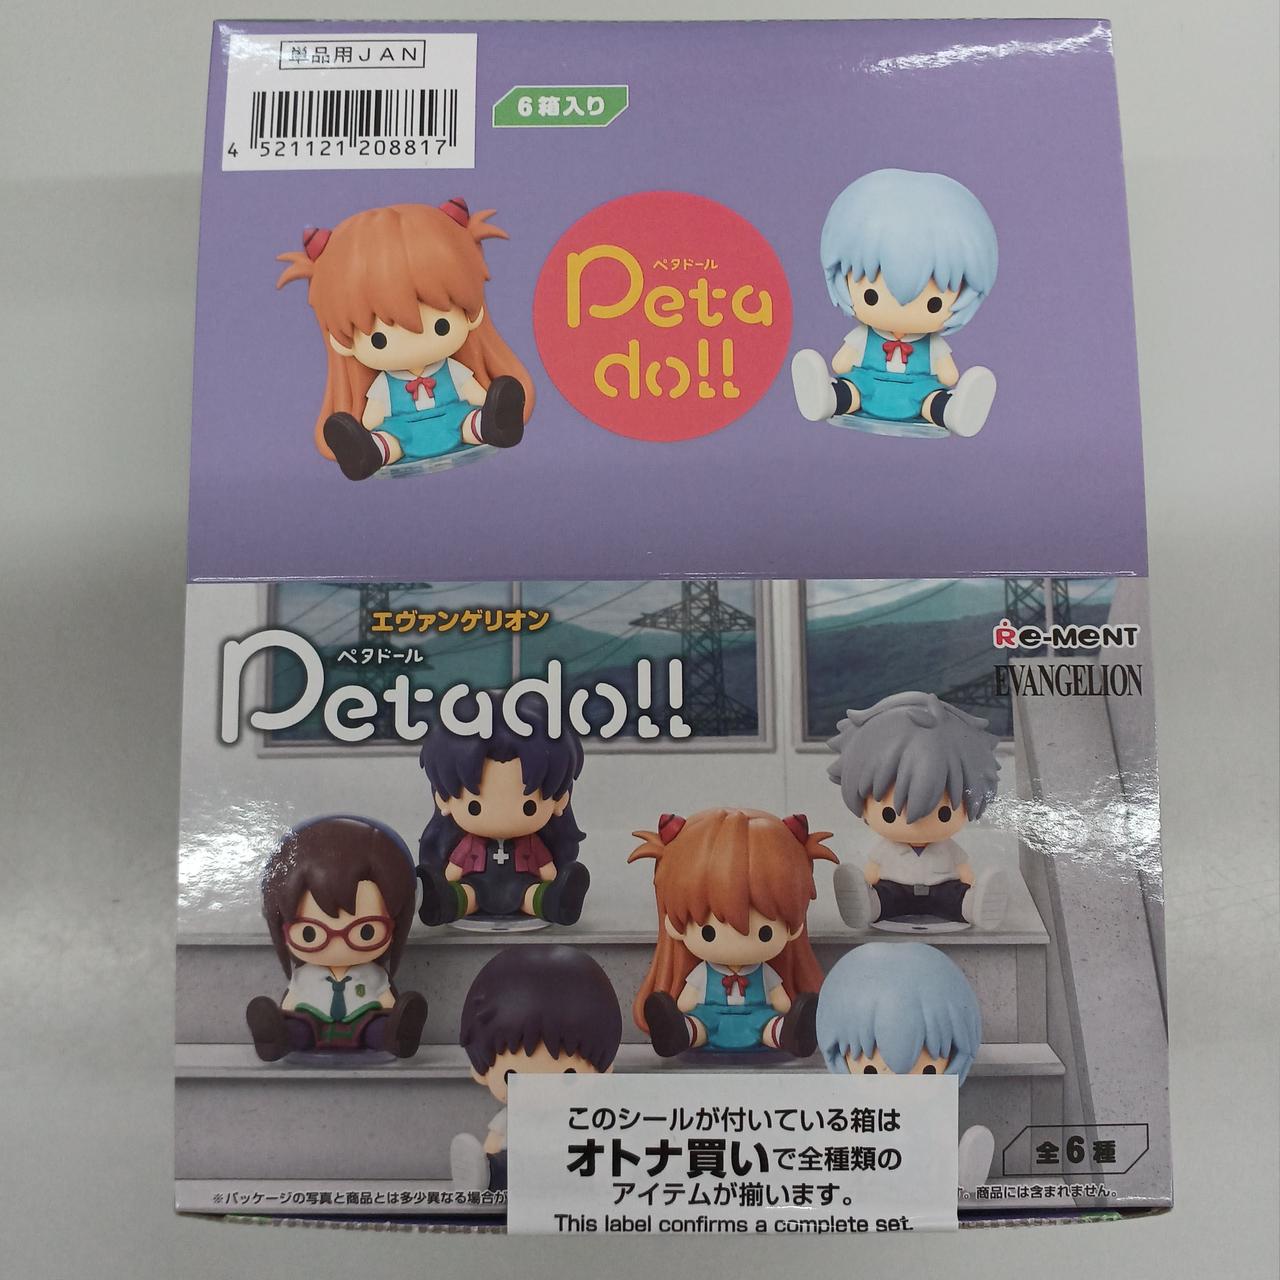 単品用JAN
4 521121 208817
6箱入り
ペタドール
Peta
do!!
エヴァンゲリオン
ペタドール
Petado!!
Re-MeNT
EVANGELION
このシールが付いている箱は
オトナ買いで全種類の
アイテムが揃います。
This label confirms a complete set.
全6種
※パッケージの写真と商品とは多少異なる場合が
。商品には含まれません。